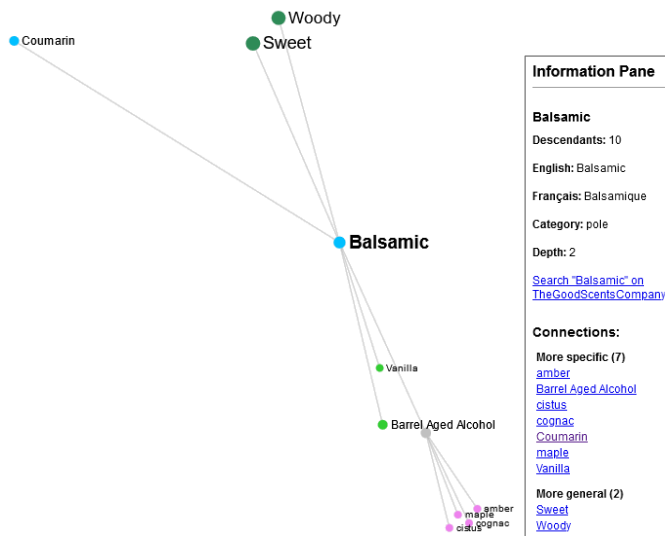 Woody
Coumarin
Sweet
Balsamic
Vanilla
Barrel Aged Alcohol
amber
maple
cognac
cistus
Information Pane
Balsamic
Descendants: 10
English: Balsamic
Français: Balsamique
Category: pole
Depth: 2
Search "Balsamic" on
TheGoodScentsCompany
Connections:
More specific (7)
amber
Barrel Aged Alcohol
cistus
cognac
Coumarin
maple
Vanilla
More general (2)
Sweet
Woody